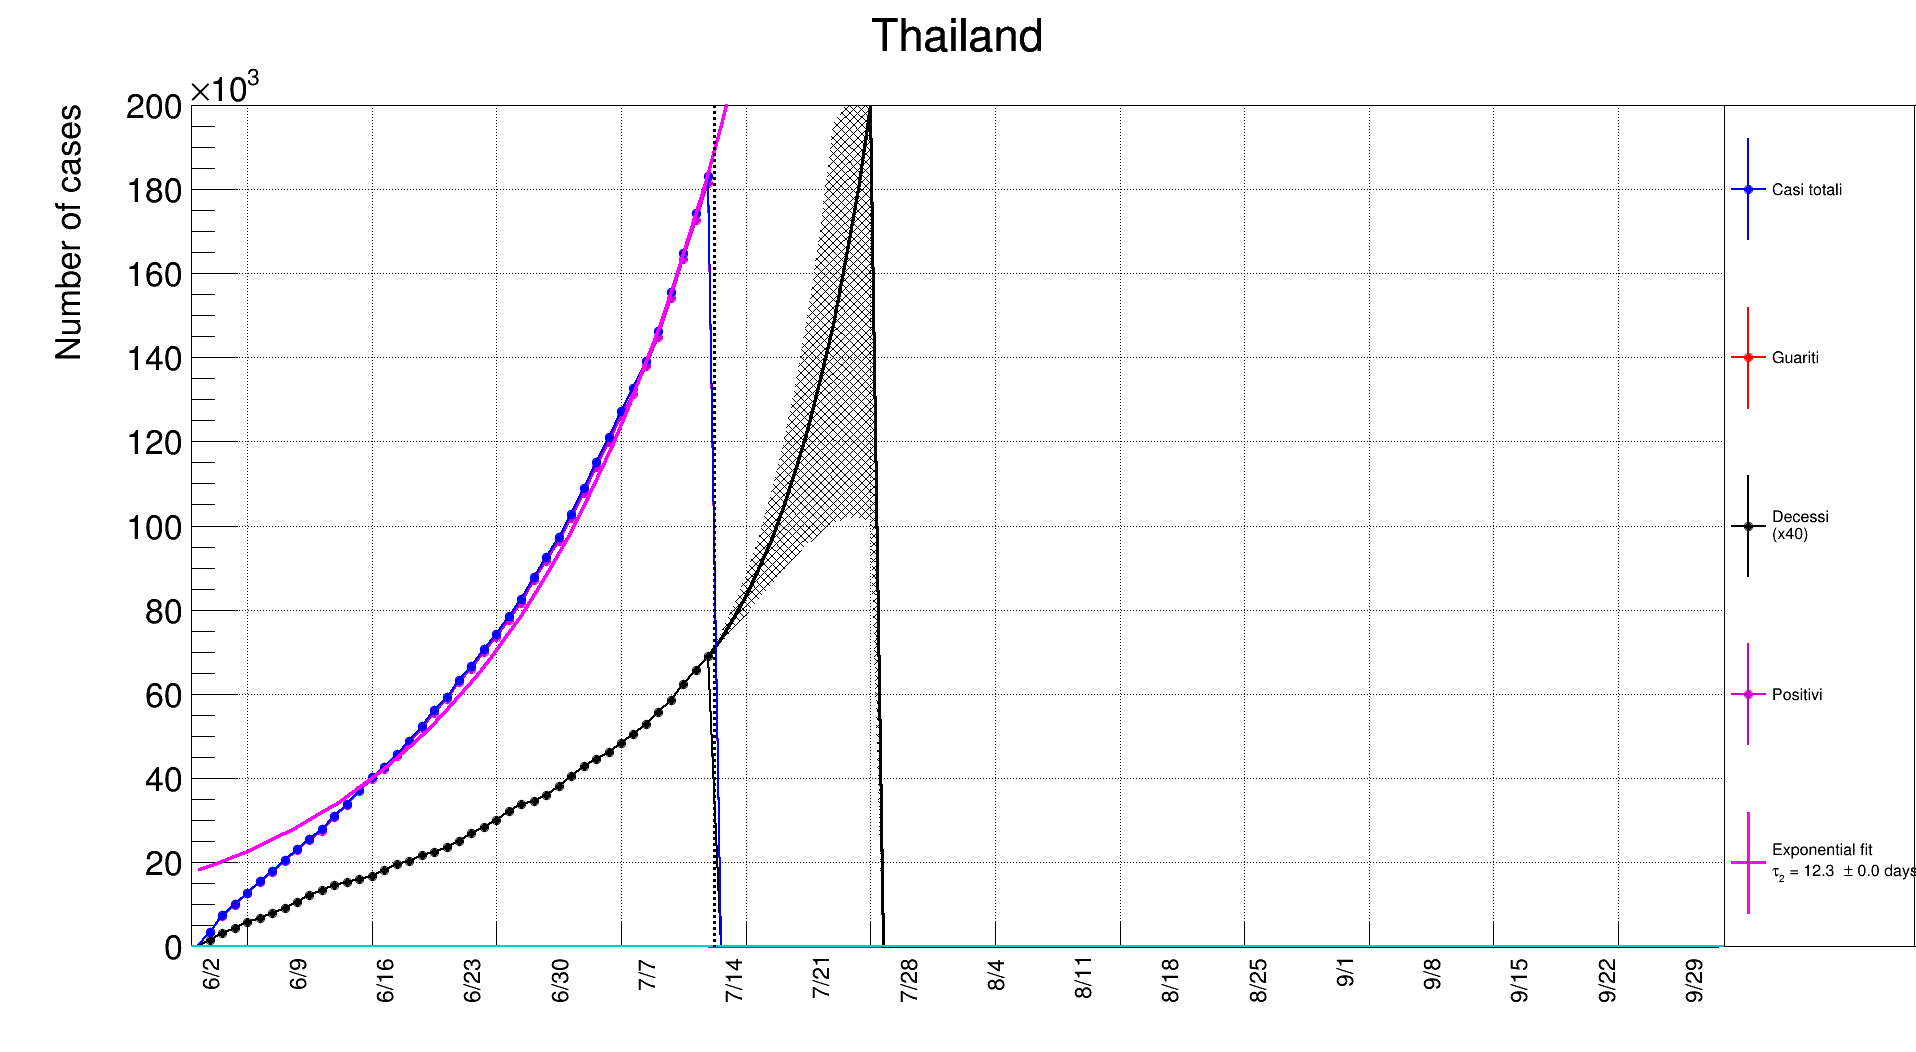 Thailand
×10³
Number of cases
200
180
160
140
120
100
80
60
40
20
0
6/2 6/9 6/16 6/23 6/30 7/7 7/14 7/21 7/28 8/4 8/11 8/18 8/25 9/1 9/8 9/15 9/22 9/29
Casi totali
Guariti
Decessi
(x40)
Positivi
Exponential fit
τ₂ = 12.3 ± 0.0 days